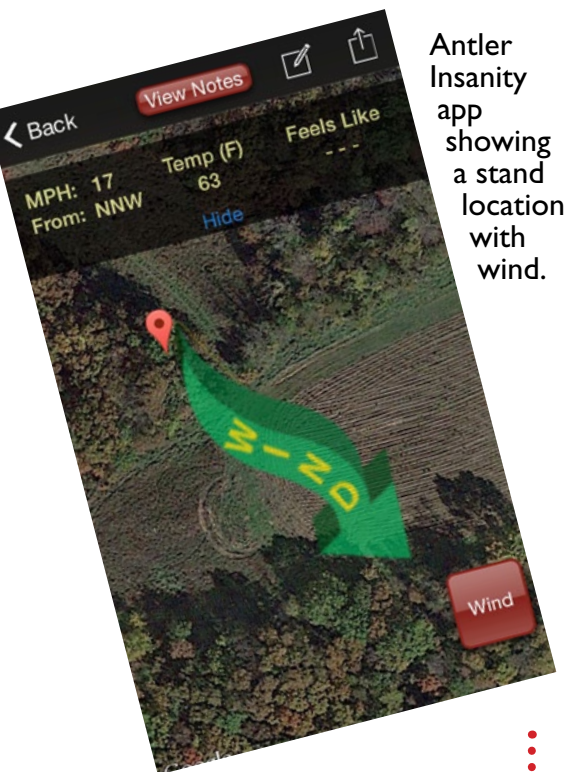 Antler
Insanity
app
showing
a stand
location
with
wind.
Back
View Notes
MPH: 17
From: NNW
Temp (F)
63
Feels Like
---
Hide
WIND
Wind